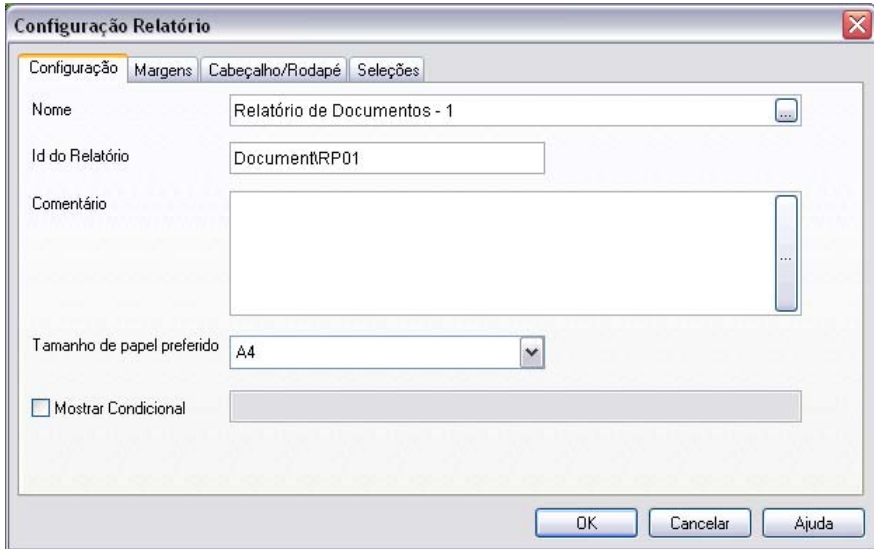 Configuração Relatório
Configuração Margens Cabeçalho/Rodapé Seleções
Nome Relatório de Documentos - 1 ...
Id do Relatório Document\RP01
Comentário ...
Tamanho de papel preferido A4
Mostrar Condicional
OK Cancelar Ajuda